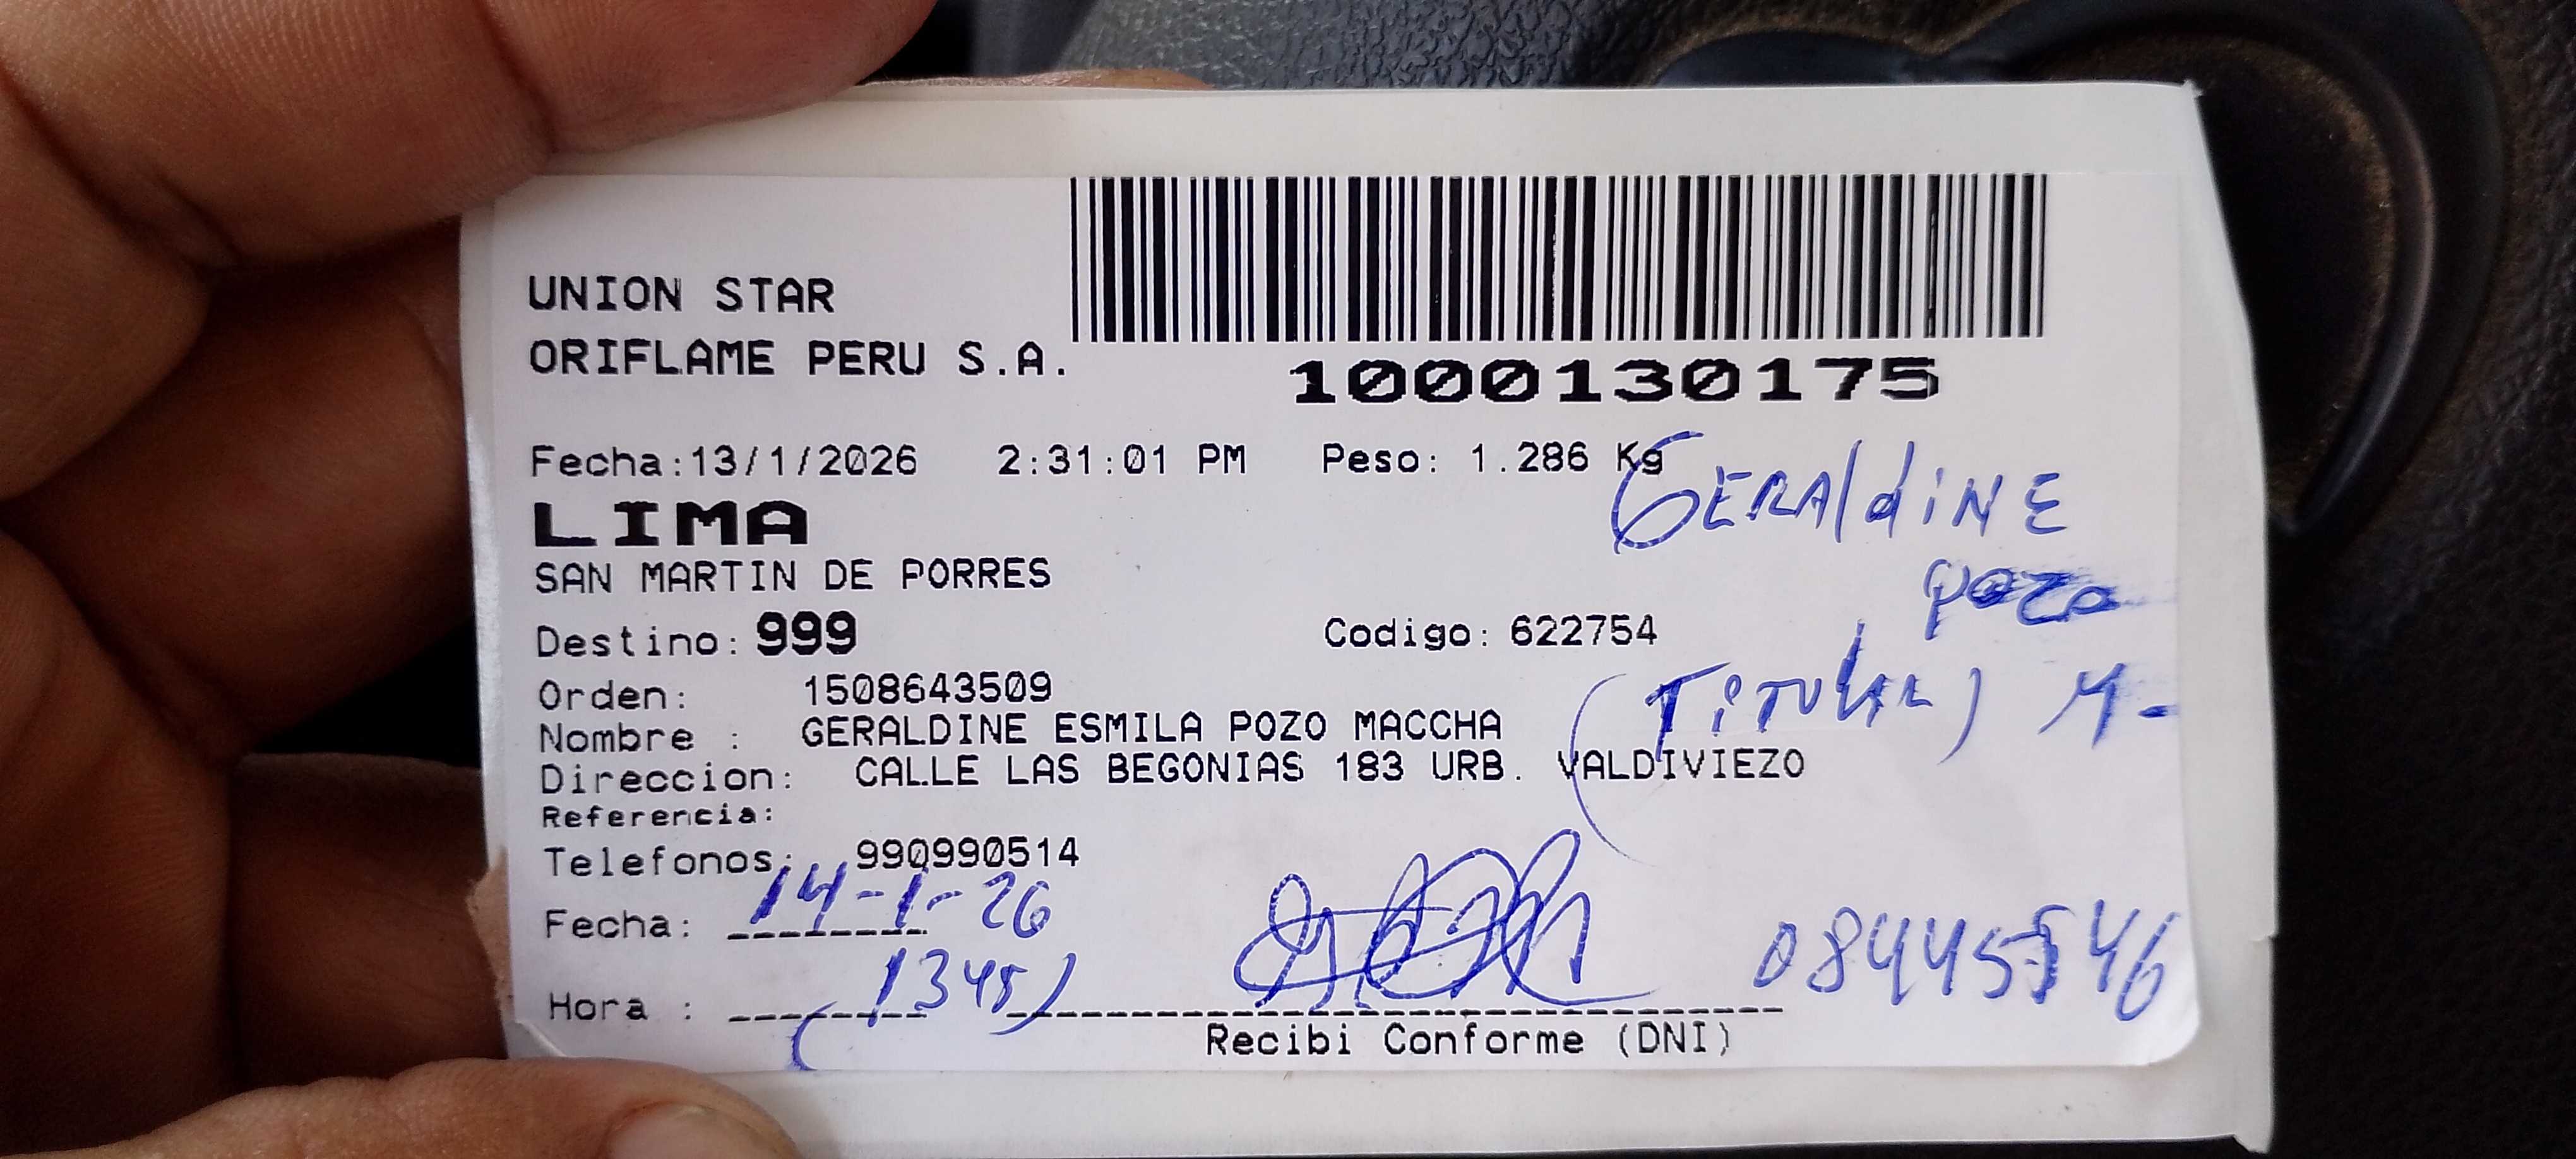 UNION STAR
ORIFLAME PERU S.A.
1000130175
Fecha:13/1/2026 2:31:01 PM Peso: 1.286 Kg
GERAldiNE
pozo
LIMA
SAN MARTIN DE PORRES
Destino: 999 Codigo: 622754
(TiTULAR)
Orden: 1508643509
Nombre : GERALDINE ESMILA POZO MACCHA
Direccion: CALLE LAS BEGONIAS 183 URB. VALDIVIEZO
Referencia:
Telefonos: 990990514
Fecha: 14-1-26
Hora : (1345)
08445546
Recibi Conforme (DNI)